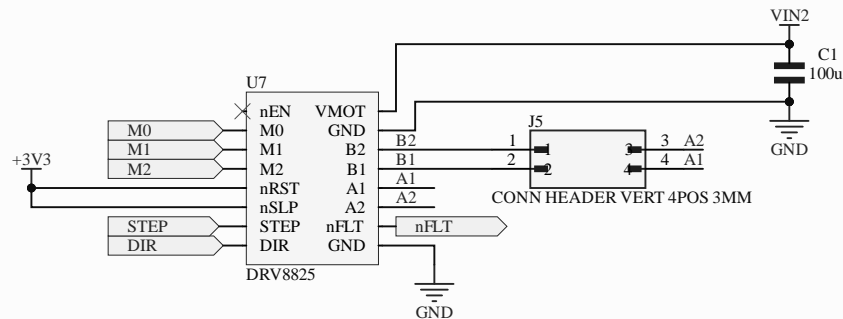 VIN2
C1
100u
GND
U7
nEN VMOT
M0 M0 GND
M1 M1 B2 B2 1 1 3 3 A2
M2 M2 B1 B1 2 2 4 4 A1
J5
CONN HEADER VERT 4POS 3MM
+3V3
nRST A1 A1
nSLP A2 A2
STEP STEP nFLT nFLT
DIR DIR GND
DRV8825
GND